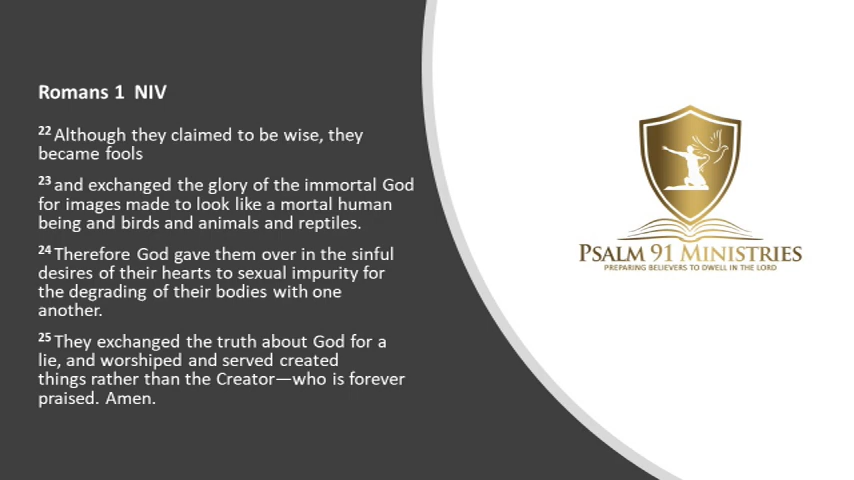 Romans 1 NIV
22 Although they claimed to be wise, they
became fools
23 and exchanged the glory of the immortal God
for images made to look like a mortal human
being and birds and animals and reptiles.
24 Therefore God gave them over in the sinful
desires of their hearts to sexual impurity for
the degrading of their bodies with one
another.
25 They exchanged the truth about God for a
lie, and worshiped and served created
things rather than the Creator—who is forever
praised. Amen.
PSALM 91 MINISTRIES
PREPARING BELIEVERS TO DWELL IN THE LORD